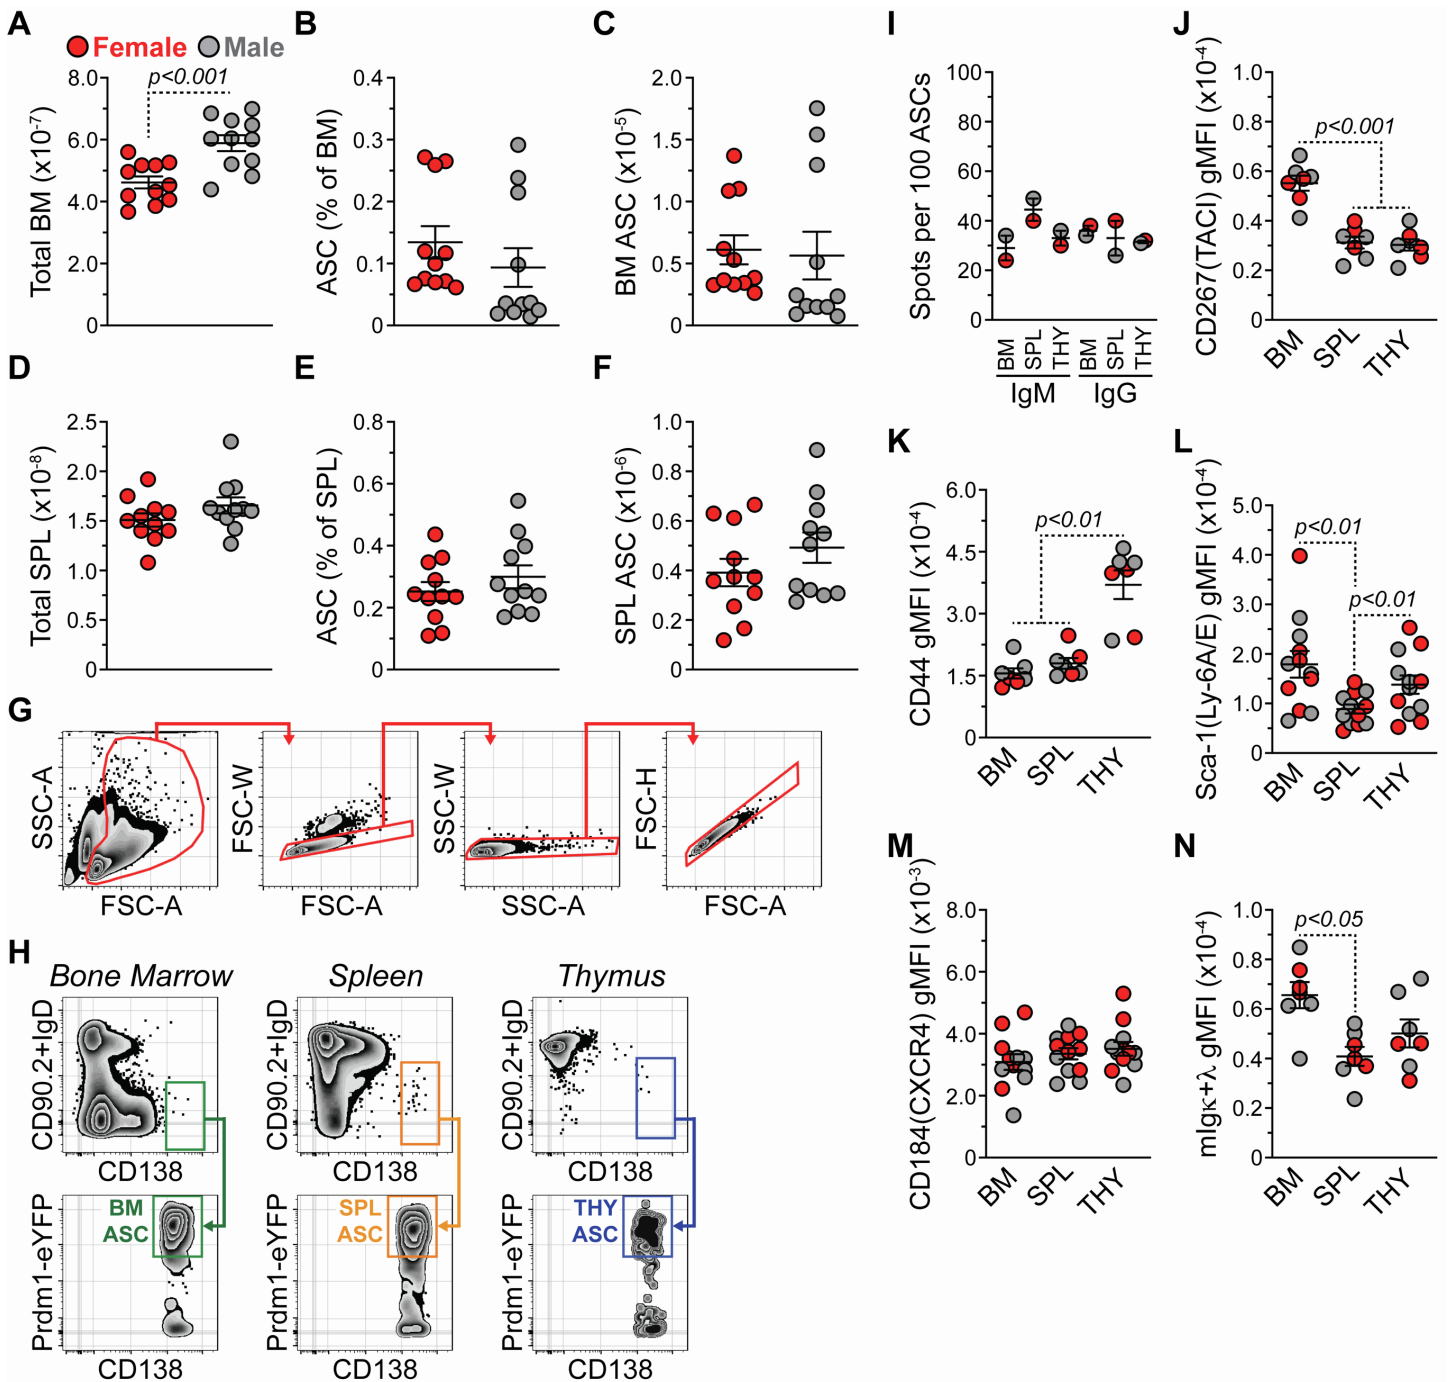 A
B
C
I
J
Female Male
p<0.001
Total BM (x10-7)
8.0
6.0
4.0
2.0
0
ASC (% of BM)
0.4
0.3
0.2
0.1
0
BM ASC (x10-5)
2.0
1.5
1.0
0.5
0
Spots per 100 ASCs
100
80
60
40
20
0
BM
SPL
THY
BM
SPL
THY
IgM
IgG
CD267(TACI) gMFI (x10-4)
1.0
0.8
0.6
0.4
0.2
0
p<0.001
BM
SPL
THY
D
E
F
Total SPL (x10-8)
2.5
2.0
1.5
1.0
0.5
0
ASC (% of SPL)
0.8
0.6
0.4
0.2
0
SPL ASC (x10-6)
1.0
0.8
0.6
0.4
0.2
0
K
L
CD44 gMFI (x10-4)
6.0
4.5
3.0
1.5
0
p<0.01
BM
SPL
THY
Sca-1(Ly-6A/E) gMFI (x10-4)
5.0
4.0
3.0
2.0
1.0
0
p<0.01
p<0.01
BM
SPL
THY
G
SSC-A
FSC-A
FSC-W
FSC-A
SSC-W
SSC-A
FSC-H
FSC-A
H
Bone Marrow
Spleen
Thymus
CD90.2+IgD
CD138
CD90.2+IgD
CD138
CD90.2+IgD
CD138
Prdm1-eYFP
BM
ASC
CD138
Prdm1-eYFP
SPL
ASC
CD138
Prdm1-eYFP
THY
ASC
CD138
M
N
CD184(CXCR4) gMFI (x10-3)
8.0
6.0
4.0
2.0
0
BM
SPL
THY
mIgκ+λ gMFI (x10-4)
1.0
0.8
0.6
0.4
0.2
0
p<0.05
BM
SPL
THY